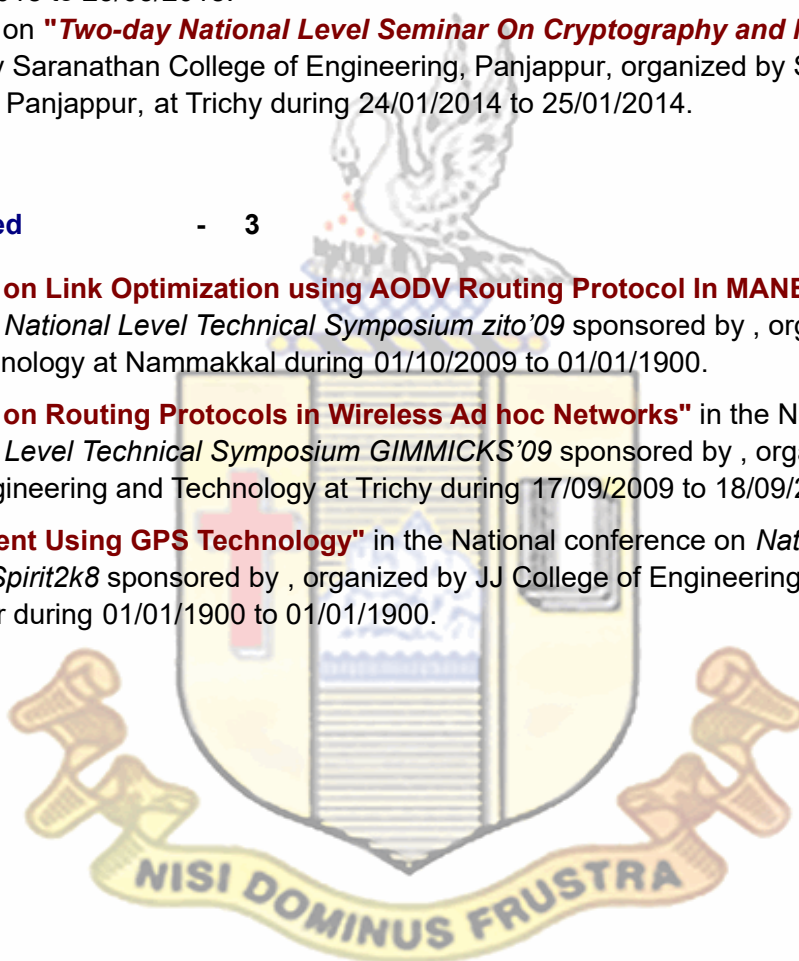 on "Two-day National Level Seminar On Cryptography and
y Saranathan College of Engineering, Panjappur, organized by S
Panjappur, at Trichy during 24/01/2014 to 25/01/2014.
ed - 3
on Link Optimization using AODV Routing Protocol In MANE
National Level Technical Symposium zito'09 sponsored by , org
nology at Nammakkal during 01/10/2009 to 01/01/1900.
on Routing Protocols in Wireless Ad hoc Networks" in the N
Level Technical Symposium GIMMICKS'09 sponsored by , orga
gineering and Technology at Trichy during 17/09/2009 to 18/09/2
ent Using GPS Technology" in the National conference on Nat
Spirit2k8 sponsored by , organized by JJ College of Engineering
r during 01/01/1900 to 01/01/1900.
NISI DOMINUS FRUSTRA